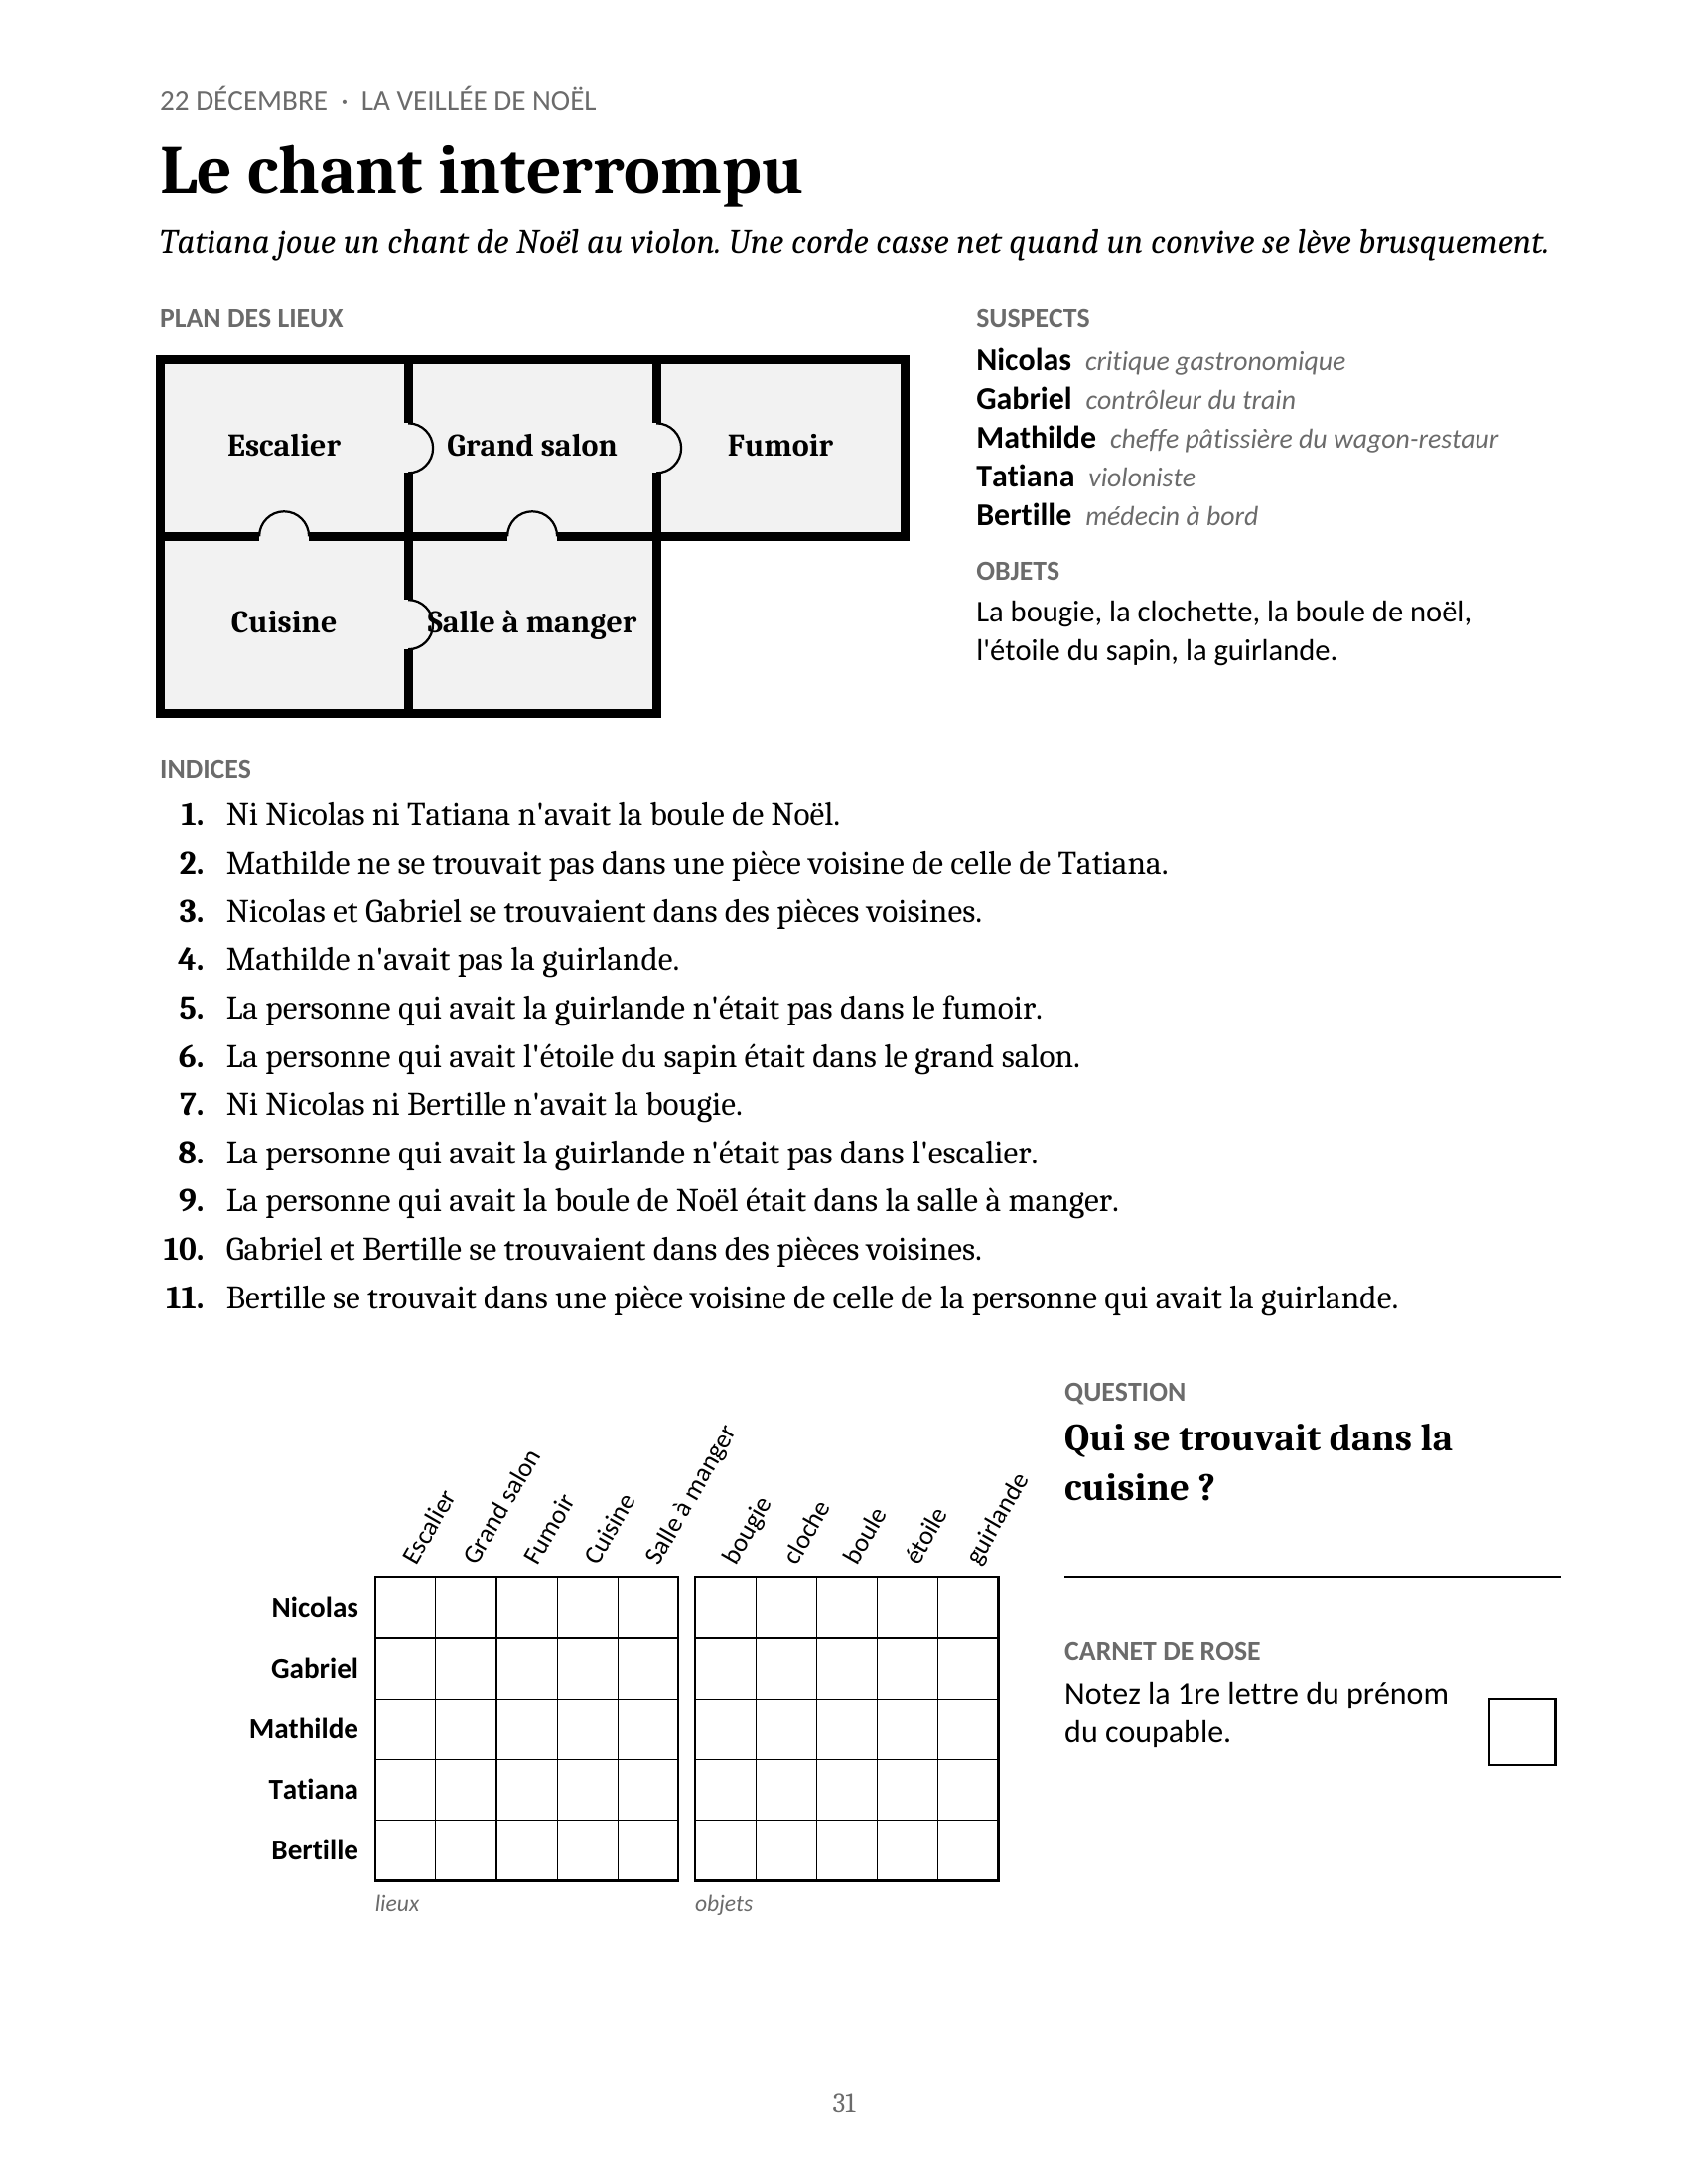 22 DÉCEMBRE · LA VEILLÉE DE NOËL
Le chant interrompu
Tatiana joue un chant de Noël au violon. Une corde casse net quand un convive se lève brusquement.
PLAN DES LIEUX
Escalier
Grand salon
Fumoir
Cuisine
Salle à manger
SUSPECTS
Nicolas critique gastronomique
Gabriel contrôleur du train
Mathilde cheffe pâtissière du wagon-restaur
Tatiana violoniste
Bertille médecin à bord
OBJETS
La bougie, la clochette, la boule de noël,
l'étoile du sapin, la guirlande.
INDICES
1. Ni Nicolas ni Tatiana n'avait la boule de Noël.
2. Mathilde ne se trouvait pas dans une pièce voisine de celle de Tatiana.
3. Nicolas et Gabriel se trouvaient dans des pièces voisines.
4. Mathilde n'avait pas la guirlande.
5. La personne qui avait la guirlande n'était pas dans le fumoir.
6. La personne qui avait l'étoile du sapin était dans le grand salon.
7. Ni Nicolas ni Bertille n'avait la bougie.
8. La personne qui avait la guirlande n'était pas dans l'escalier.
9. La personne qui avait la boule de Noël était dans la salle à manger.
10. Gabriel et Bertille se trouvaient dans des pièces voisines.
11. Bertille se trouvait dans une pièce voisine de celle de la personne qui avait la guirlande.
Escalier
Grand salon
Fumoir
Cuisine
Salle à manger
bougie
cloche
boule
étoile
guirlande
Nicolas
Gabriel
Mathilde
Tatiana
Bertille
lieux
objets
QUESTION
Qui se trouvait dans la
cuisine ?
CARNET DE ROSE
Notez la 1re lettre du prénom
du coupable.
31